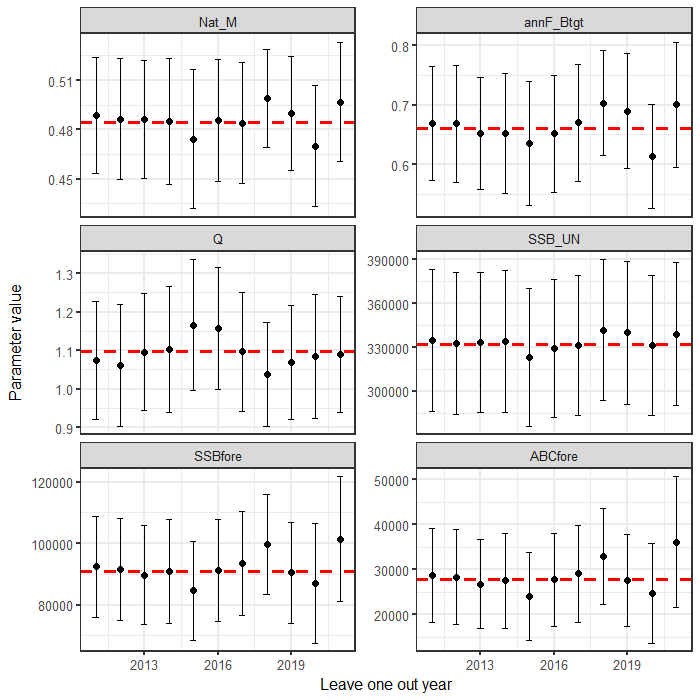 Nat_M
annF_Btgt
0.51
0.48
0.45
0.8
0.7
0.6
Q
SSB_UN
1.3
1.2
1.1
1.0
0.9
390000
360000
330000
300000
Parameter value
SSBfore
ABCfore
120000
100000
80000
50000
40000
30000
20000
2013 2016 2019
2013 2016 2019
Leave one out year